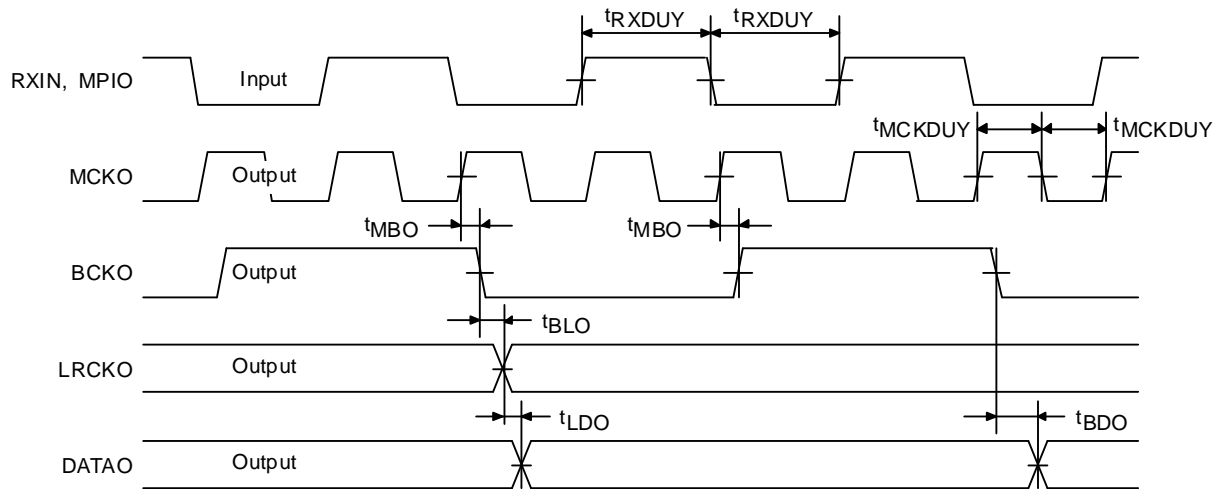 tRXDUY tRXDUY
RXIN, MPIO Input
tMCKDUY tMCKDUY
MCKO Output
tMBO tMBO
BCKO Output
tBLO
LRCKO Output
tLDO tBDO
DATAO Output